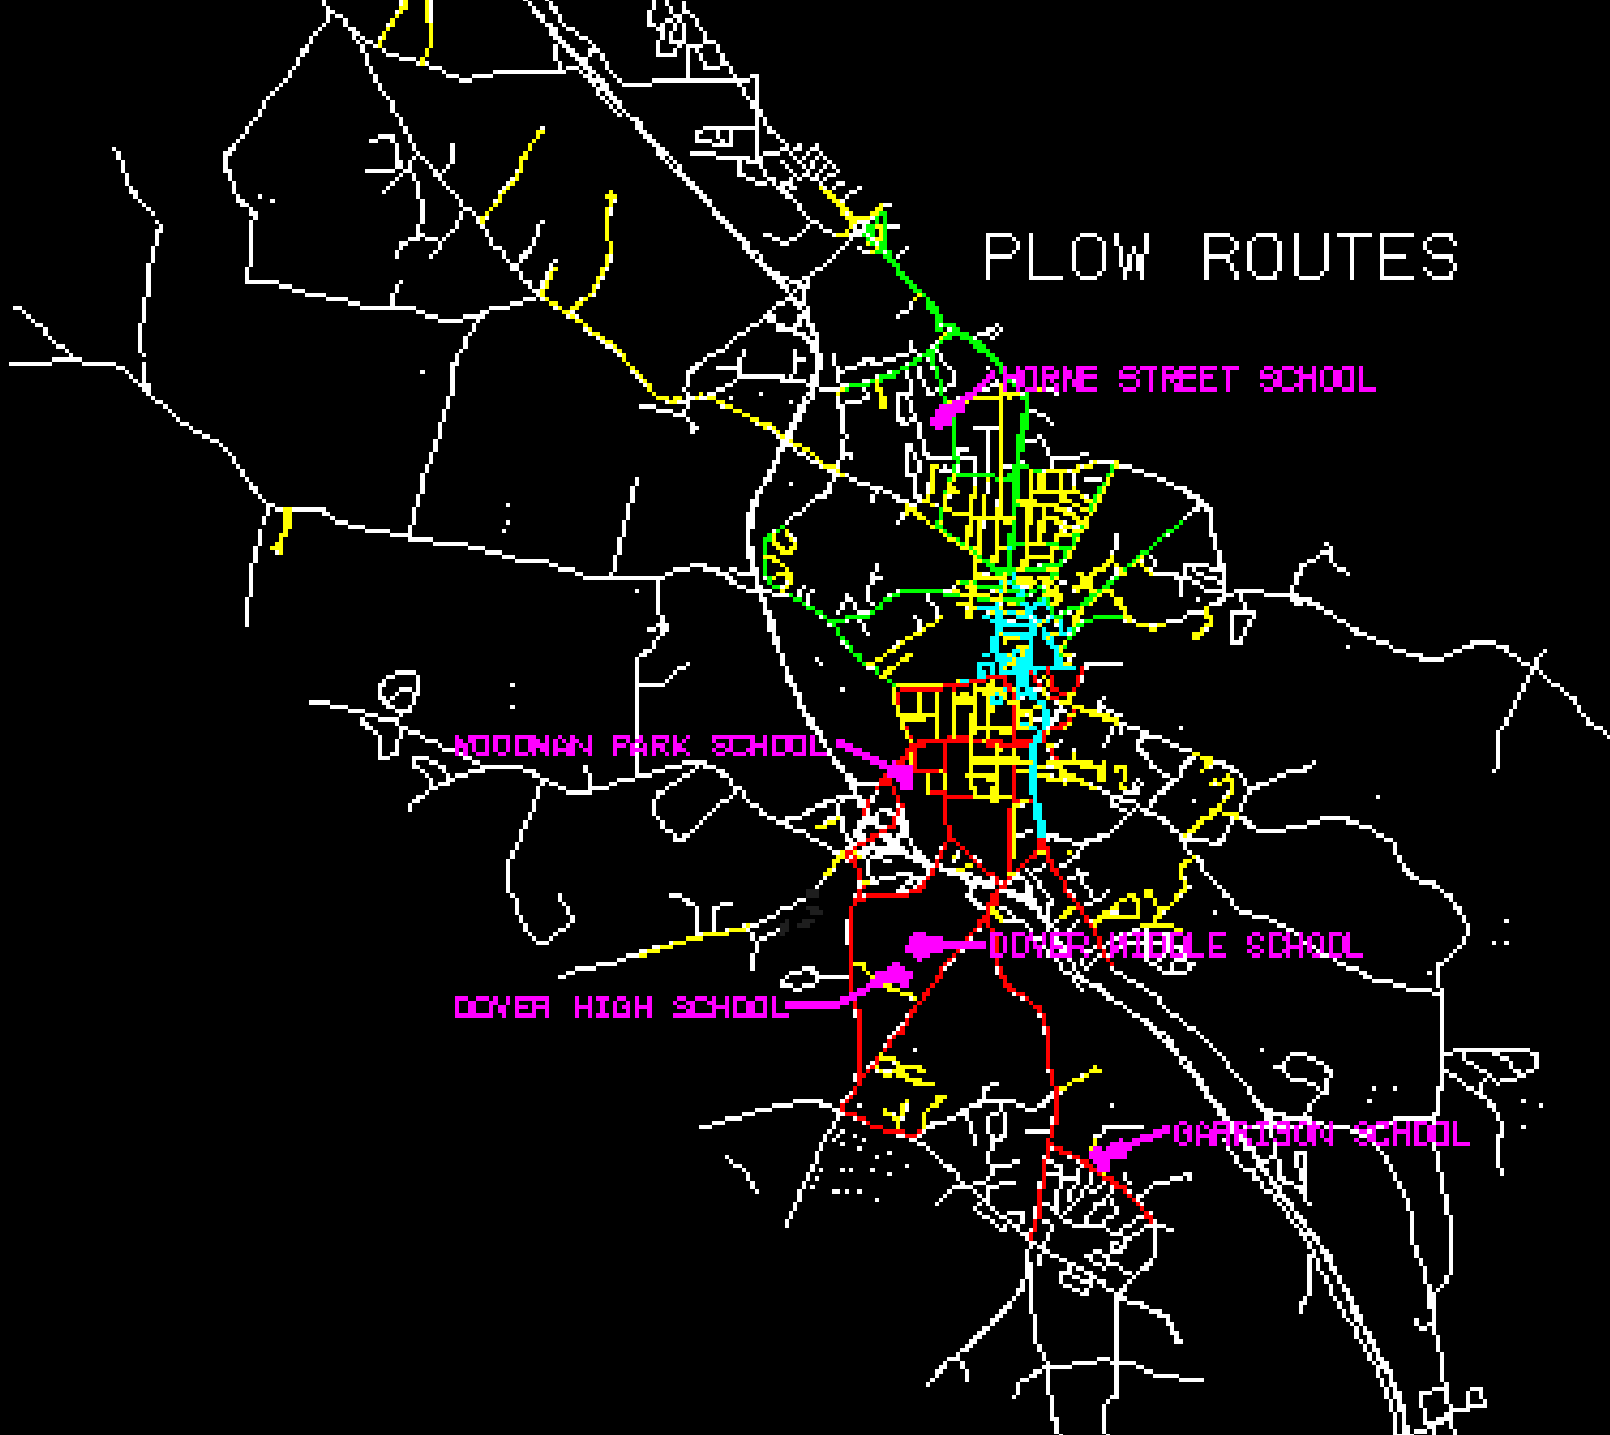 PLOW ROUTES
HORNE STREET SCHOOL
WOODMAN PARK SCHOOL
DOVER MIDDLE SCHOOL
DOVER HIGH SCHOOL
GARRISON SCHOOL